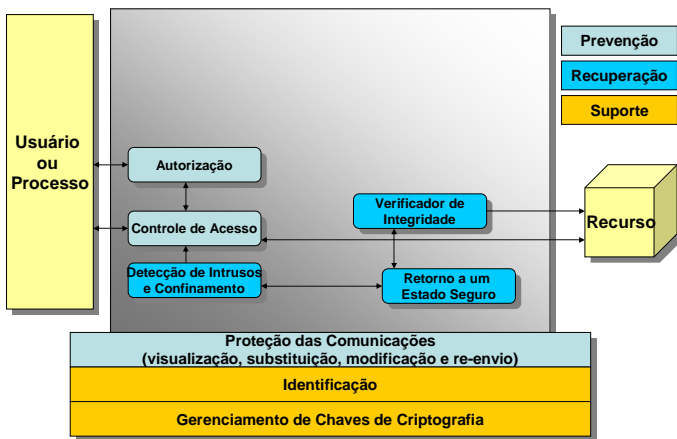 Prevenção
Recuperação
Suporte
Usuário
ou
Processo
Autorização
Verificador de
Integridade
Recurso
Controle de Acesso
Detecção de Intrusos
e Confinamento
Retorno a um
Estado Seguro
Proteção das Comunicações
(visualização, substituição, modificação e re-envio)
Identificação
Gerenciamento de Chaves de Criptografia